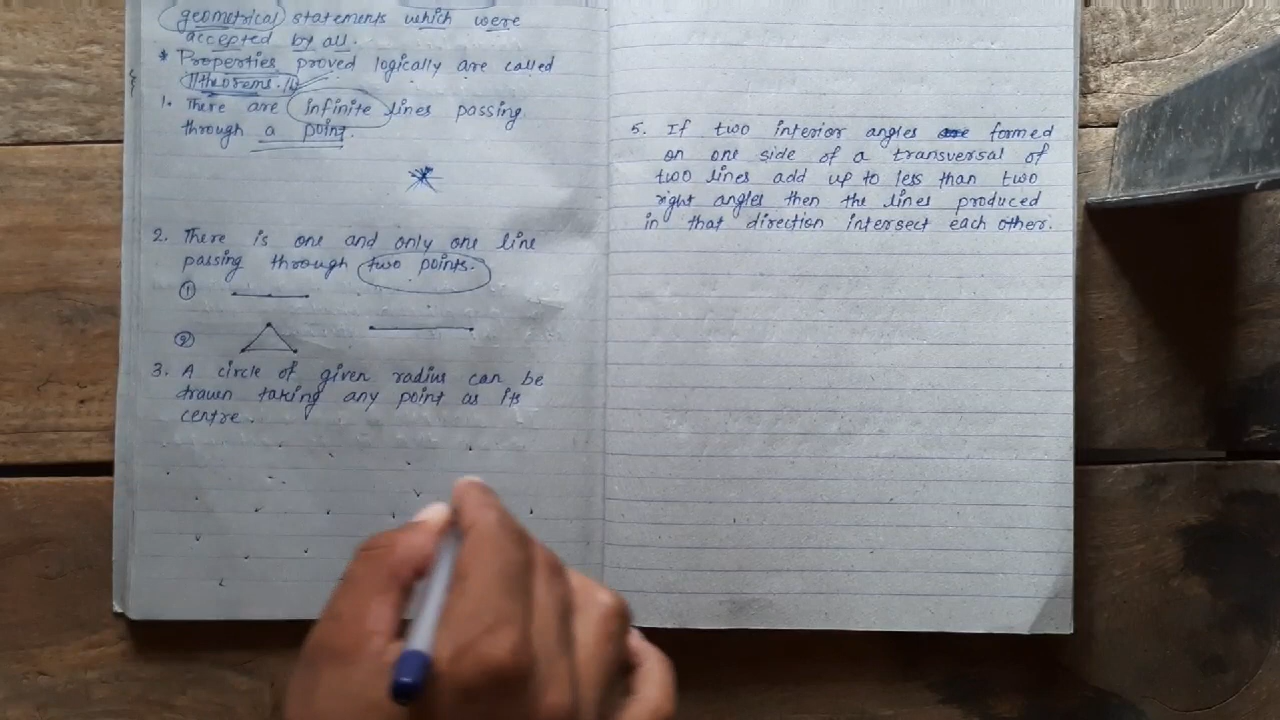 geometrical statements which were
accepted by all.
* Properties proved logically are called
"theorems."
1. There are infinite lines passing
through a point.
2. There is one and only one line
passing through two points.
①
②
3. A circle of given radius can be
drawn taking any point as its
centre.
5. If two interior angles are formed
on one side of a transversal of
two lines add up to less than two
right angles then the lines produced
in that direction intersect each other.